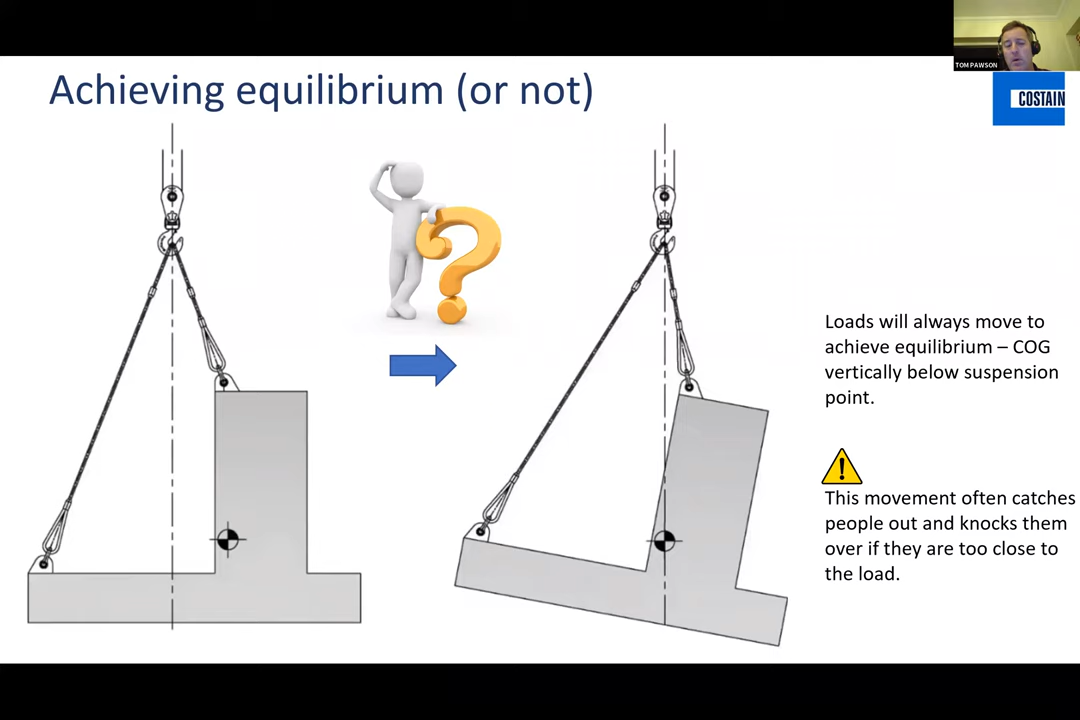 TOM PAWSON
COSTAIN
Achieving equilibrium (or not)
Loads will always move to
achieve equilibrium – COG
vertically below suspension
point.
This movement often catches
people out and knocks them
over if they are too close to
the load.